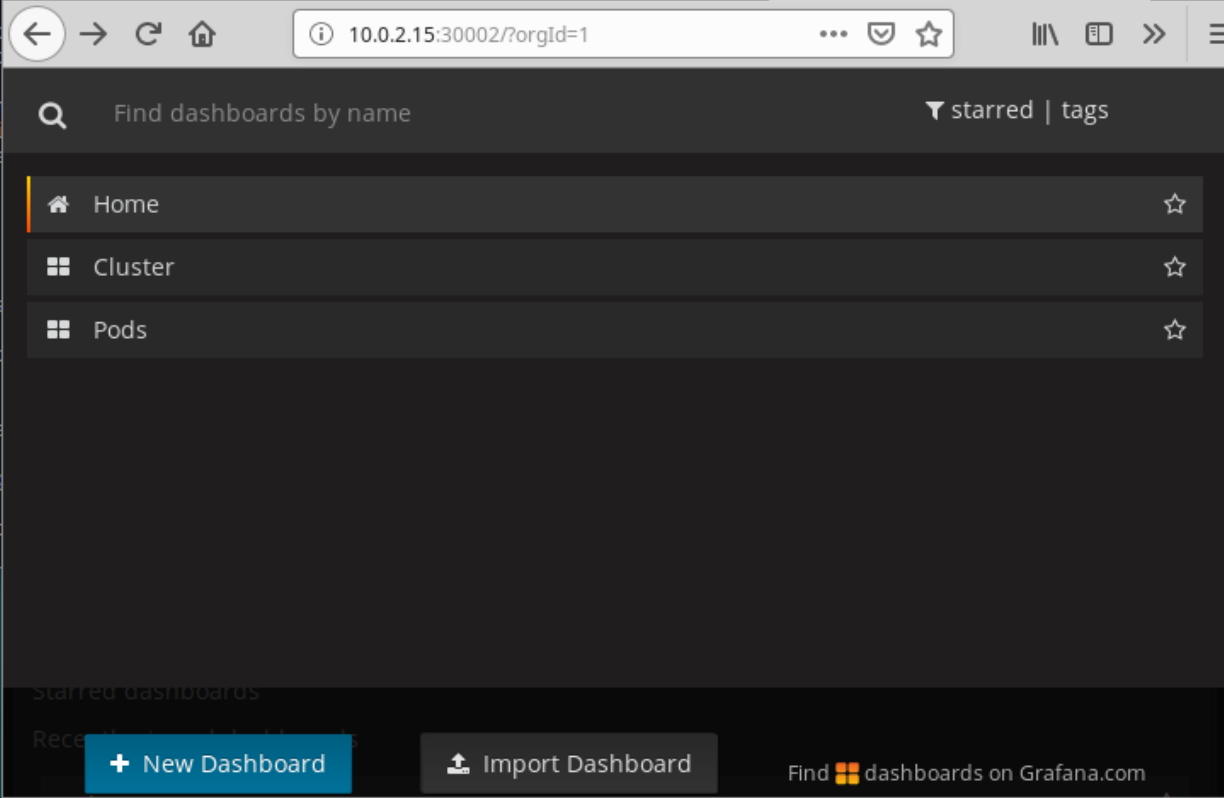 10.0.2.15:30002/?orgId=1
Find dashboards by name
starred | tags
Home
Cluster
Pods
Starred dashboards
New Dashboard
Import Dashboard
Find dashboards on Grafana.com